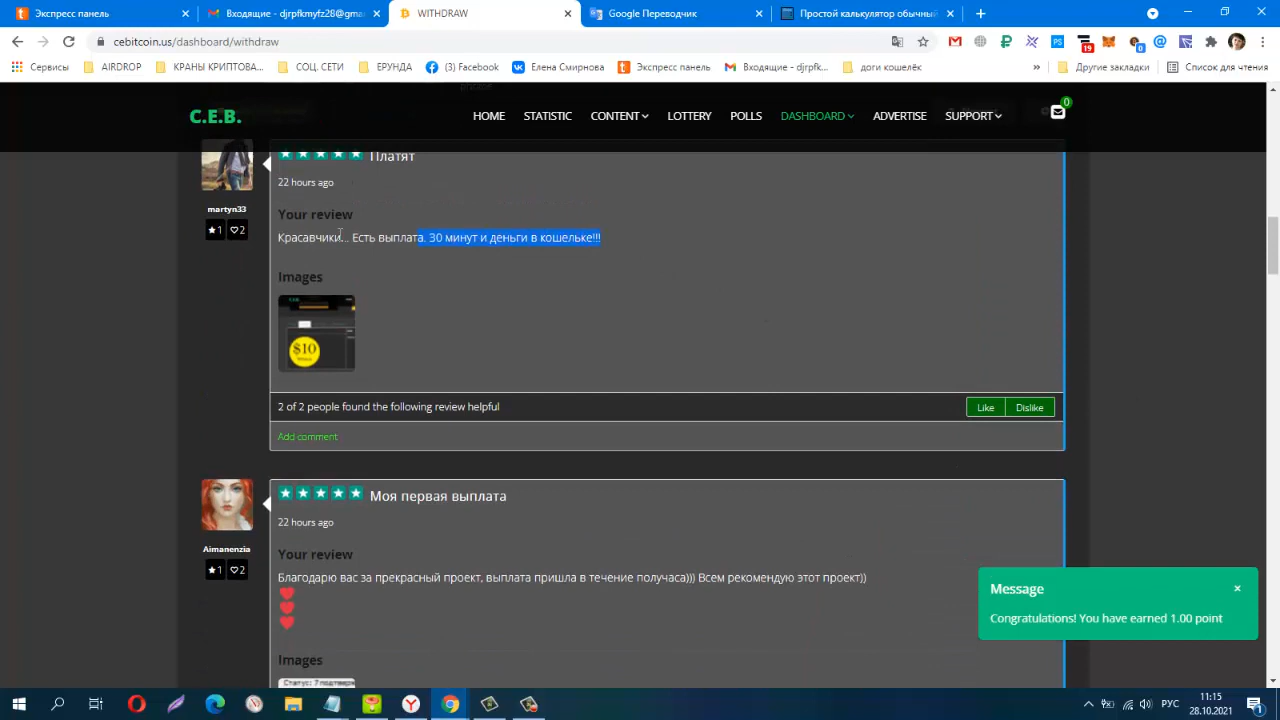 Экспресс панель
Входящие - djrpfkmyfz28@gma
WITHDRAW
Google Переводчик
Простой калькулятор обычный
cebitcoin.us/dashboard/withdraw
19
0
Сервисы
AIRDROP
КРАНЫ КРИПТОВА...
СОЦ. СЕТИ
ЕРУНДА
(3) Facebook
Елена Смирнова
Экспресс панель
Входящие - djrpfk...
доги кошелёк
»
Другие закладки
Список для чтения
C.E.B.
HOME
STATISTIC
CONTENT
LOTTERY
POLLS
DASHBOARD
ADVERTISE
SUPPORT
0
Платят
22 hours ago
martyn33
★1 ♡2
Your review
Красавчики... Есть выплата. 30 минут и деньги в кошельке!!!
Images
$10
2 of 2 people found the following review helpful
Like
Dislike
Add comment
Моя первая выплата
22 hours ago
Aimanenzia
★1 ♡2
Your review
Благодарю вас за прекрасный проект, выплата пришла в течение получаса))) Всем рекомендую этот проект))
Images
Message
×
Congratulations! You have earned 1.00 point
РУС
11:15
28.10.2021
1